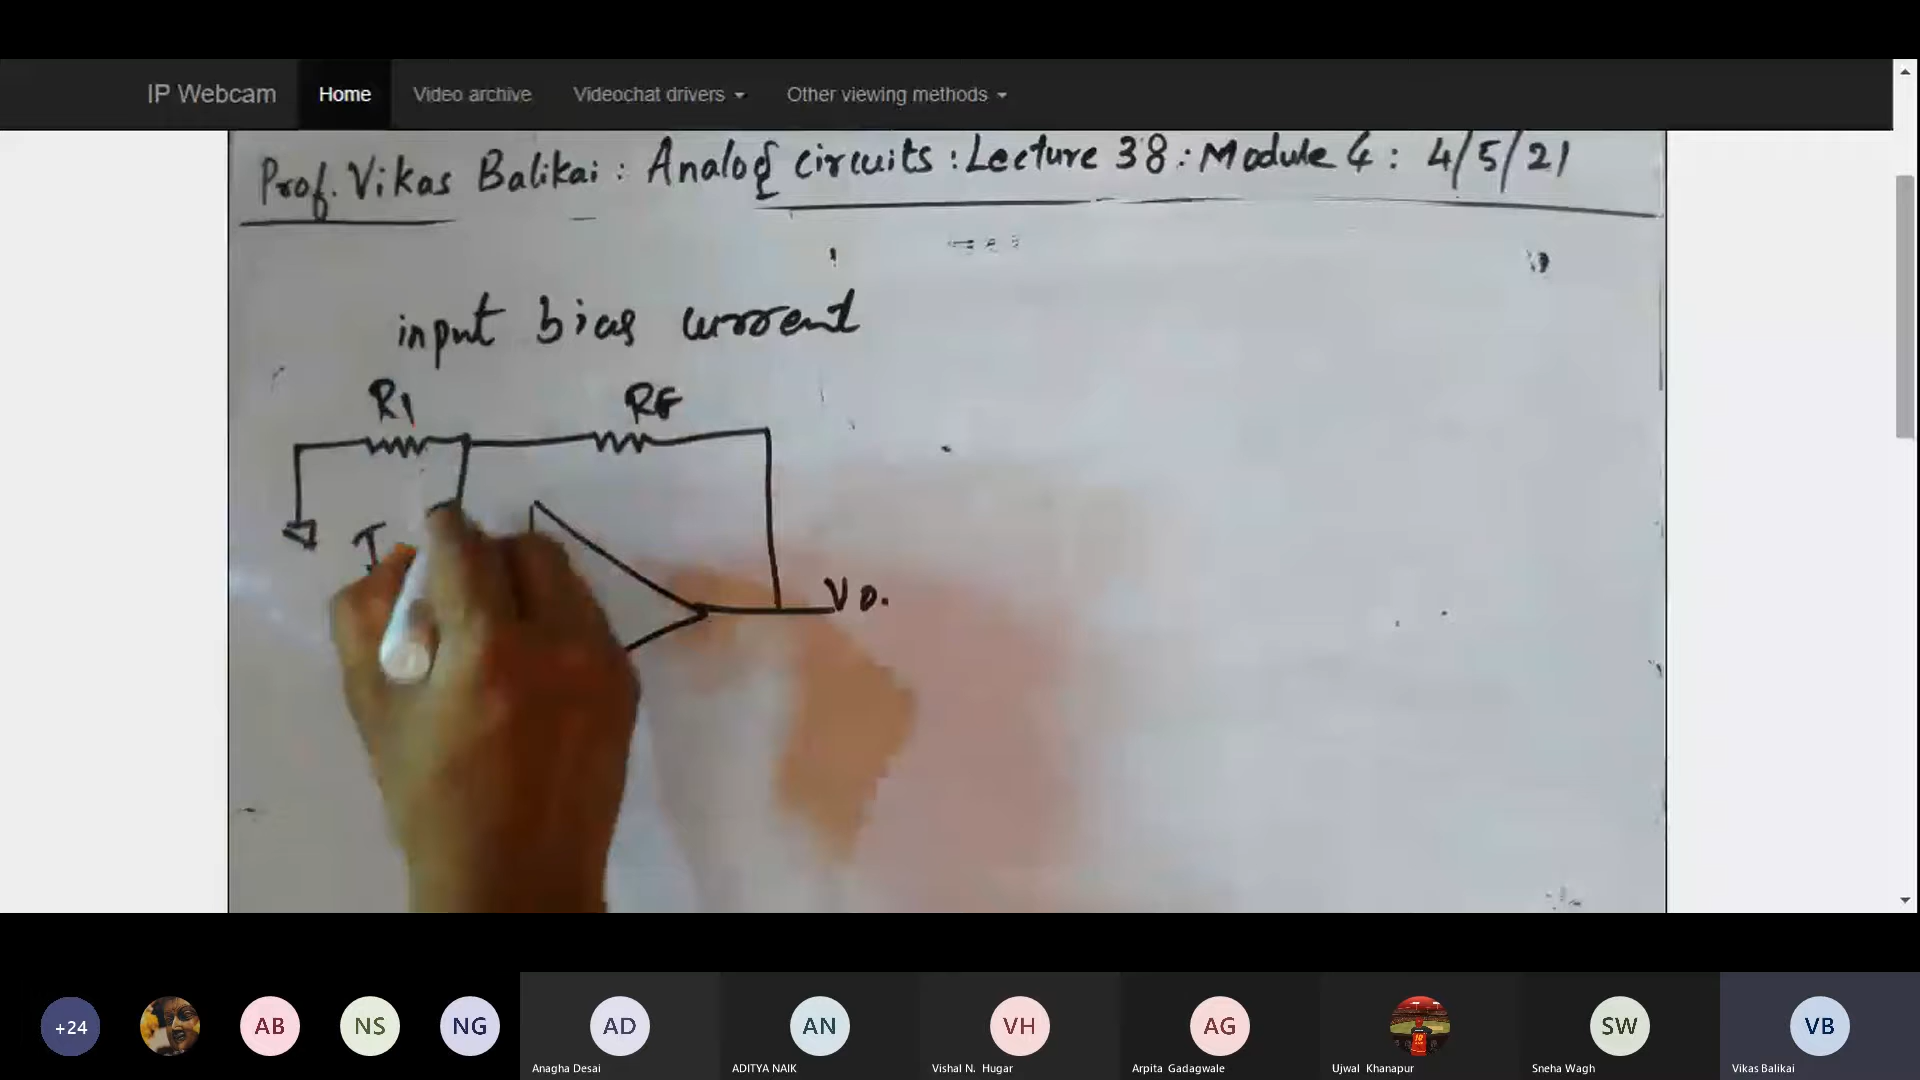 IP Webcam Home Video archive Videochat drivers Other viewing methods
Prof. Vikas Balikai : Analog circuits : Lecture 38 : Module 4 : 4/5/21
input bias current
R1 RF
I
Vo.
+24 AB NS NG AD AN VH AG SW VB
Anagha Desai ADITYA NAIK Vishal N. Hugar Arpita Gadagwale Ujwal Khanapur Sneha Wagh Vikas Balikai